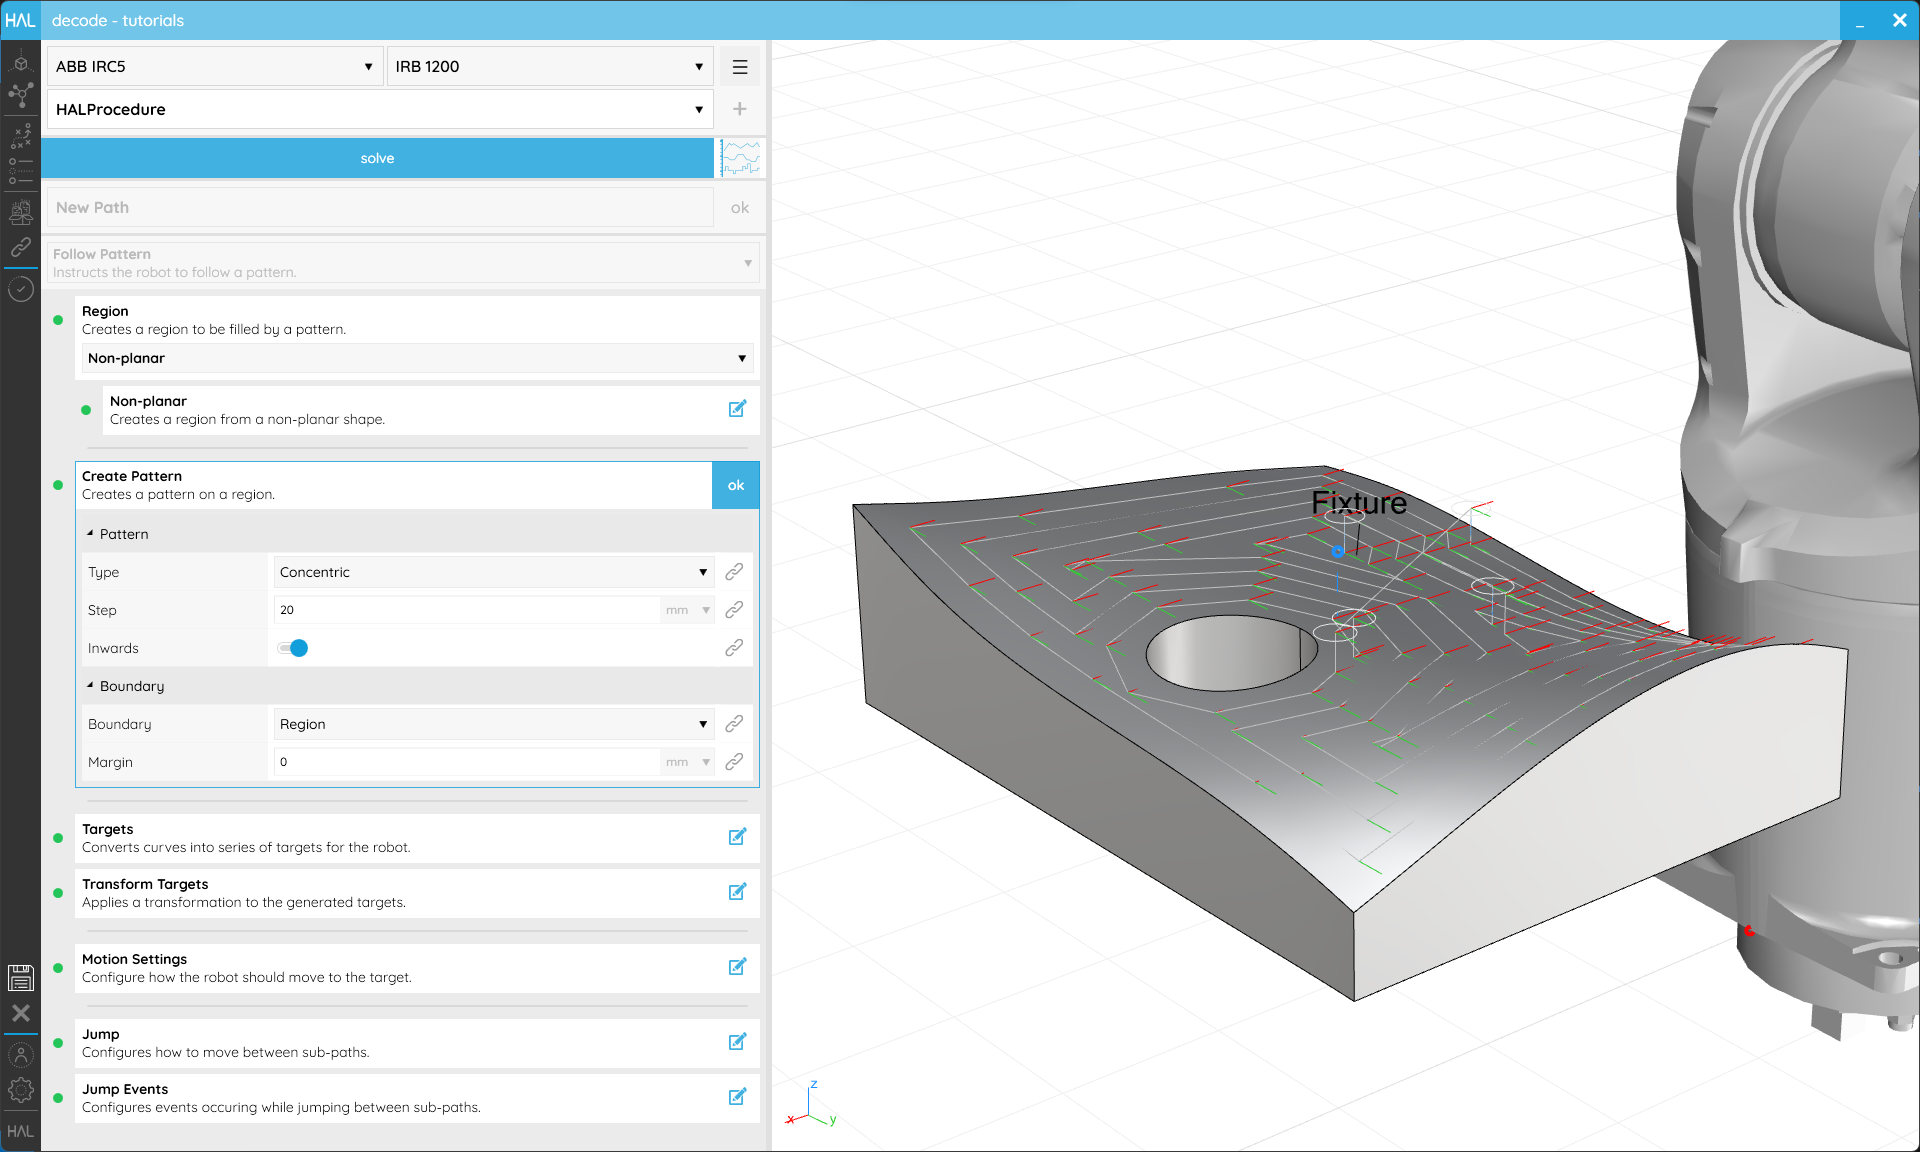 HAL
decode - tutorials
ABB IRC5
IRB 1200
HALProcedure
solve
New Path
ok
Follow Pattern
Instructs the robot to follow a pattern.
Region
Creates a region to be filled by a pattern.
Non-planar
Non-planar
Creates a region from a non-planar shape.
Create Pattern
Creates a pattern on a region.
ok
Pattern
Type
Concentric
Step
20
mm
Inwards
Boundary
Boundary
Region
Margin
0
mm
Targets
Converts curves into series of targets for the robot.
Transform Targets
Applies a transformation to the generated targets.
Motion Settings
Configure how the robot should move to the target.
Jump
Configures how to move between sub-paths.
Jump Events
Configures events occuring while jumping between sub-paths.
HAL
Fixture
z
x
y